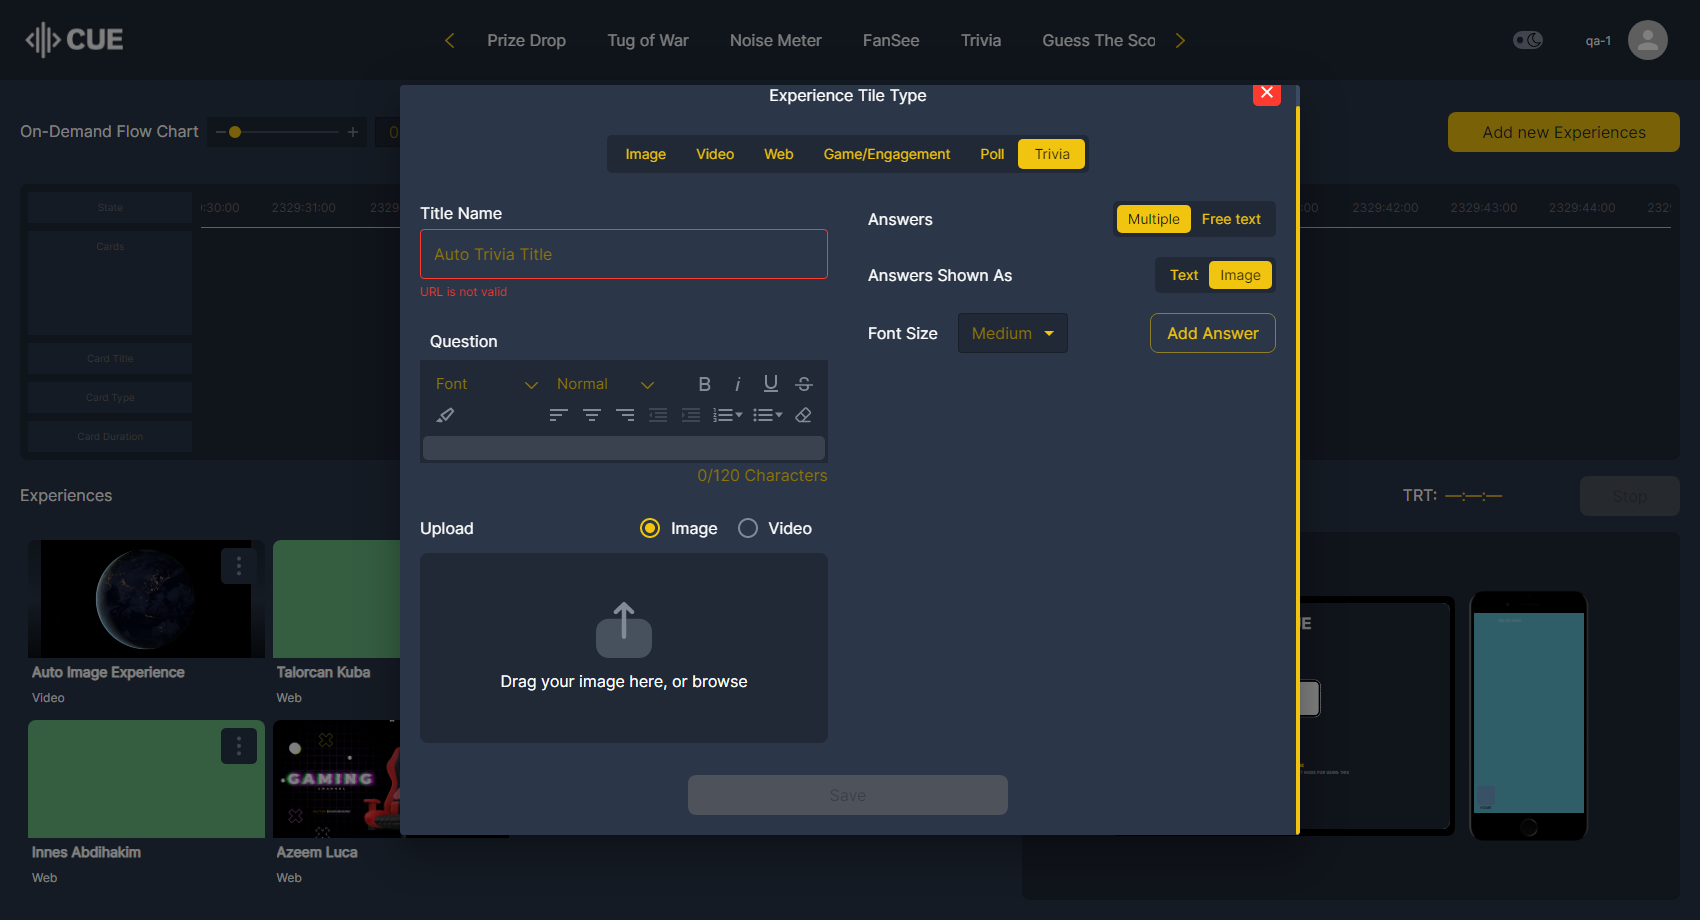 CUE
Prize Drop
Tug of War
Noise Meter
FanSee
Trivia
Guess The Sco
qa-1
Experience Tile Type
On-Demand Flow Chart
0
Add new Experiences
Image
Video
Web
Game/Engagement
Poll
Trivia
State
:30:00
2329:31:00
2329
:00
2329:42:00
2329:43:00
2329:44:00
232
Title Name
Auto Trivia Title
URL is not valid
Answers
Multiple
Free text
Cards
Answers Shown As
Text
Image
Question
Font Size
Medium
Add Answer
Card Title
Font
Normal
Card Type
Card Duration
0/120 Characters
Experiences
TRT:
--:--:--
Stop
Upload
Image
Video
Drag your image here, or browse
UE
Auto Image Experience
Video
Talorcan Kuba
Web
GAMING
Save
Innes Abdihakim
Web
Azeem Luca
Web